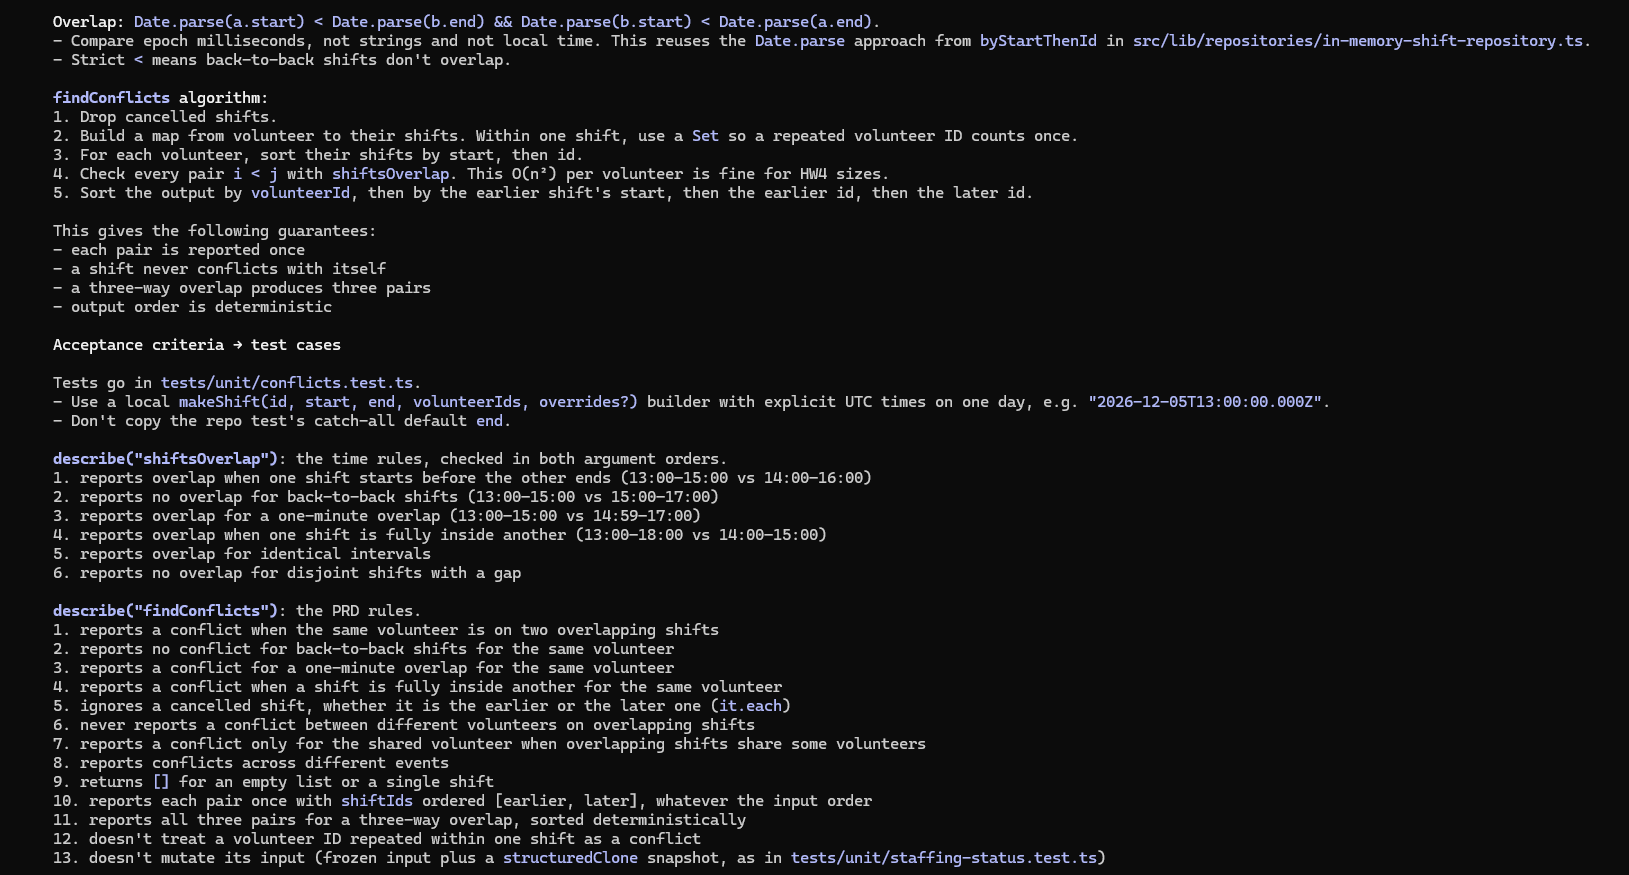 Overlap: Date.parse(a.start) < Date.parse(b.end) && Date.parse(b.start) < Date.parse(a.end).
- Compare epoch milliseconds, not strings and not local time. This reuses the Date.parse approach from byStartThenId in src/lib/repositories/in-memory-shift-repository.ts.
- Strict < means back-to-back shifts don't overlap.
findConflicts algorithm:
1. Drop cancelled shifts.
2. Build a map from volunteer to their shifts. Within one shift, use a Set so a repeated volunteer ID counts once.
3. For each volunteer, sort their shifts by start, then id.
4. Check every pair i < j with shiftsOverlap. This O(n²) per volunteer is fine for HW4 sizes.
5. Sort the output by volunteerId, then by the earlier shift's start, then the earlier id, then the later id.
This gives the following guarantees:
- each pair is reported once
- a shift never conflicts with itself
- a three-way overlap produces three pairs
- output order is deterministic
Acceptance criteria → test cases
Tests go in tests/unit/conflicts.test.ts.
- Use a local makeShift(id, start, end, volunteerIds, overrides?) builder with explicit UTC times on one day, e.g. "2026-12-05T13:00:00.000Z".
- Don't copy the repo test's catch-all default end.
describe("shiftsOverlap"): the time rules, checked in both argument orders.
1. reports overlap when one shift starts before the other ends (13:00–15:00 vs 14:00–16:00)
2. reports no overlap for back-to-back shifts (13:00–15:00 vs 15:00–17:00)
3. reports overlap for a one-minute overlap (13:00–15:00 vs 14:59–17:00)
4. reports overlap when one shift is fully inside another (13:00–18:00 vs 14:00–15:00)
5. reports overlap for identical intervals
6. reports no overlap for disjoint shifts with a gap
describe("findConflicts"): the PRD rules.
1. reports a conflict when the same volunteer is on two overlapping shifts
2. reports no conflict for back-to-back shifts for the same volunteer
3. reports a conflict for a one-minute overlap for the same volunteer
4. reports a conflict when a shift is fully inside another for the same volunteer
5. ignores a cancelled shift, whether it is the earlier or the later one (it.each)
6. never reports a conflict between different volunteers on overlapping shifts
7. reports a conflict only for the shared volunteer when overlapping shifts share some volunteers
8. reports conflicts across different events
9. returns [] for an empty list or a single shift
10. reports each pair once with shiftIds ordered [earlier, later], whatever the input order
11. reports all three pairs for a three-way overlap, sorted deterministically
12. doesn't treat a volunteer ID repeated within one shift as a conflict
13. doesn't mutate its input (frozen input plus a structuredClone snapshot, as in tests/unit/staffing-status.test.ts)